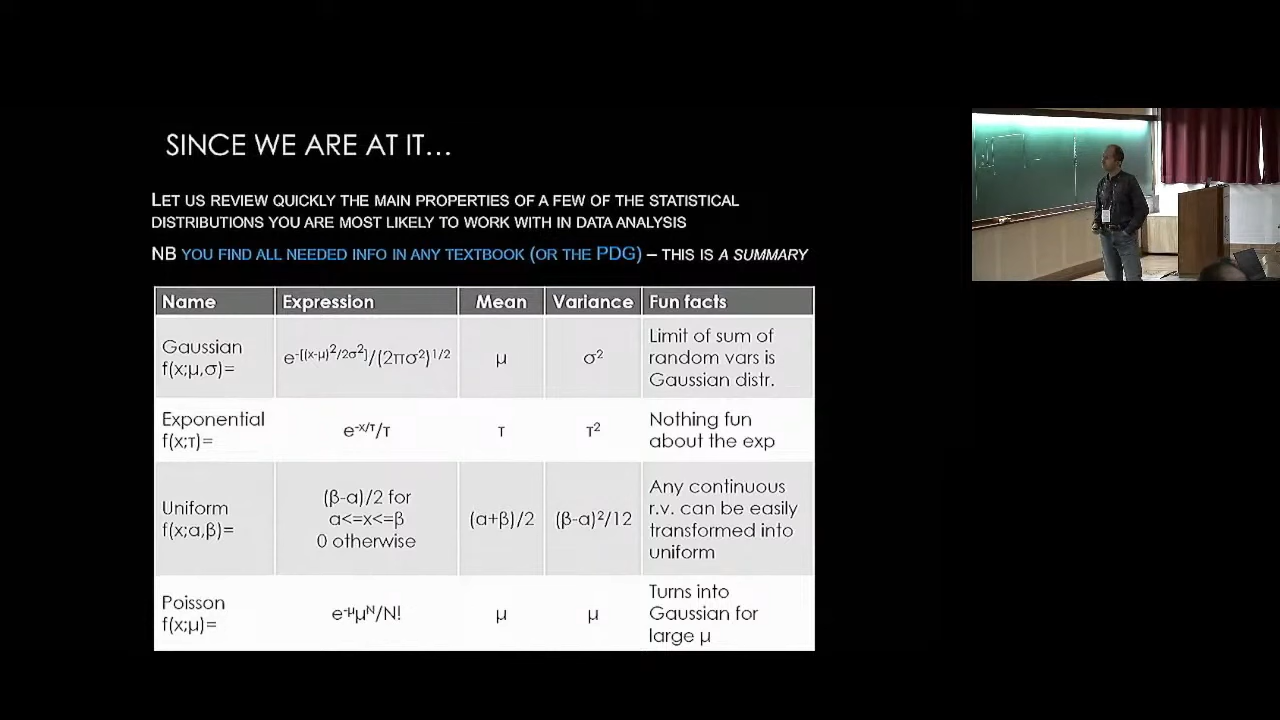 SINCE WE ARE AT IT…
LET US REVIEW QUICKLY THE MAIN PROPERTIES OF A FEW OF THE STATISTICAL
DISTRIBUTIONS YOU ARE MOST LIKELY TO WORK WITH IN DATA ANALYSIS
NB YOU FIND ALL NEEDED INFO IN ANY TEXTBOOK (OR THE PDG) – THIS IS A SUMMARY
Name Expression Mean Variance Fun facts
Gaussian
f(x;μ,σ)=
e^-[(x-μ)²/2σ²]/(2πσ²)^1/2
μ
σ²
Limit of sum of
random vars is
Gaussian distr.
Exponential
f(x;τ)=
e^-x/τ/τ
τ
τ²
Nothing fun
about the exp
Uniform
f(x;α,β)=
(β-α)/2 for
α<=x<=β
0 otherwise
(α+β)/2
(β-α)²/12
Any continuous
r.v. can be easily
transformed into
uniform
Poisson
f(x;μ)=
e^-μμ^N/N!
μ
μ
Turns into
Gaussian for
large μ